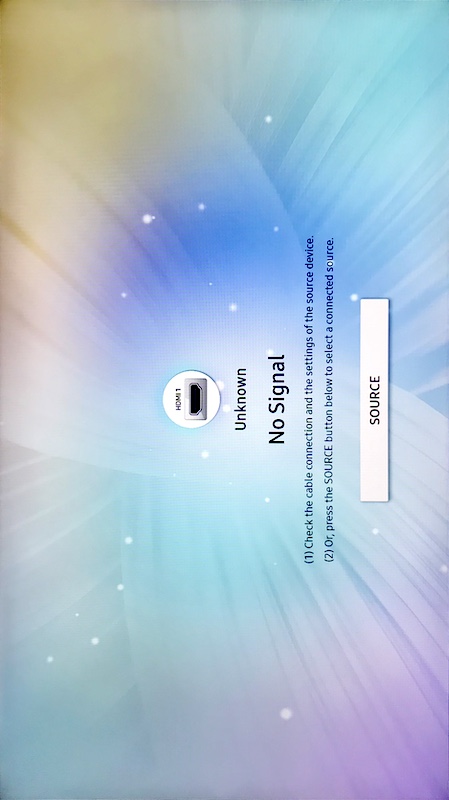 HDMI 1
Unknown
No Signal
(1) Check the cable connection and the settings of the source device.
(2) Or, press the SOURCE button below to select a connected source.
SOURCE